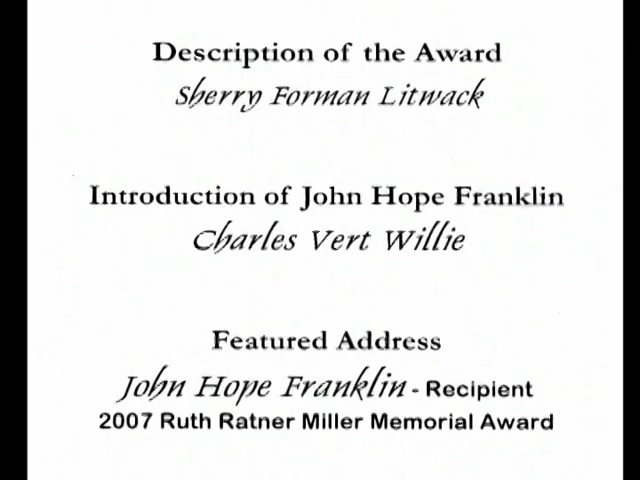 Description of the Award
Sherry Forman Litwack
Introduction of John Hope Franklin
Charles Vert Willie
Featured Address
John Hope Franklin - Recipient
2007 Ruth Ratner Miller Memorial Award